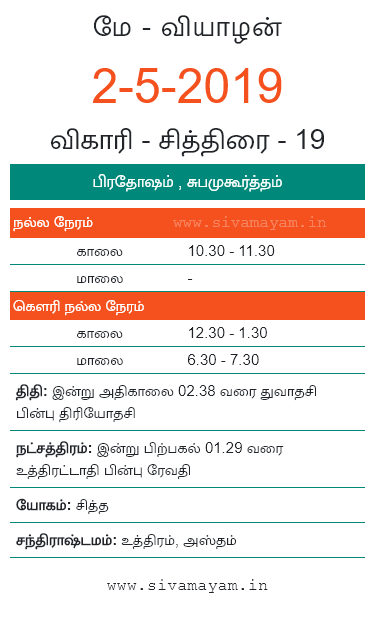 மே - வியாழன்
2-5-2019
விகாரி - சித்திரை - 19
பிரதோஷம் , சுபமுகூர்த்தம்
நல்ல நேரம் www.sivamayam.in
காலை 10.30 - 11.30
மாலை -
கௌரி நல்ல நேரம்
காலை 12.30 - 1.30
மாலை 6.30 - 7.30
திதி: இன்று அதிகாலை 02.38 வரை துவாதசி
பின்பு திரியோதசி
நட்சத்திரம்: இன்று பிற்பகல் 01.29 வரை
உத்திரட்டாதி பின்பு ரேவதி
யோகம்: சித்த
சந்திராஷ்டமம்: உத்திரம், அஸ்தம்
www.sivamayam.in